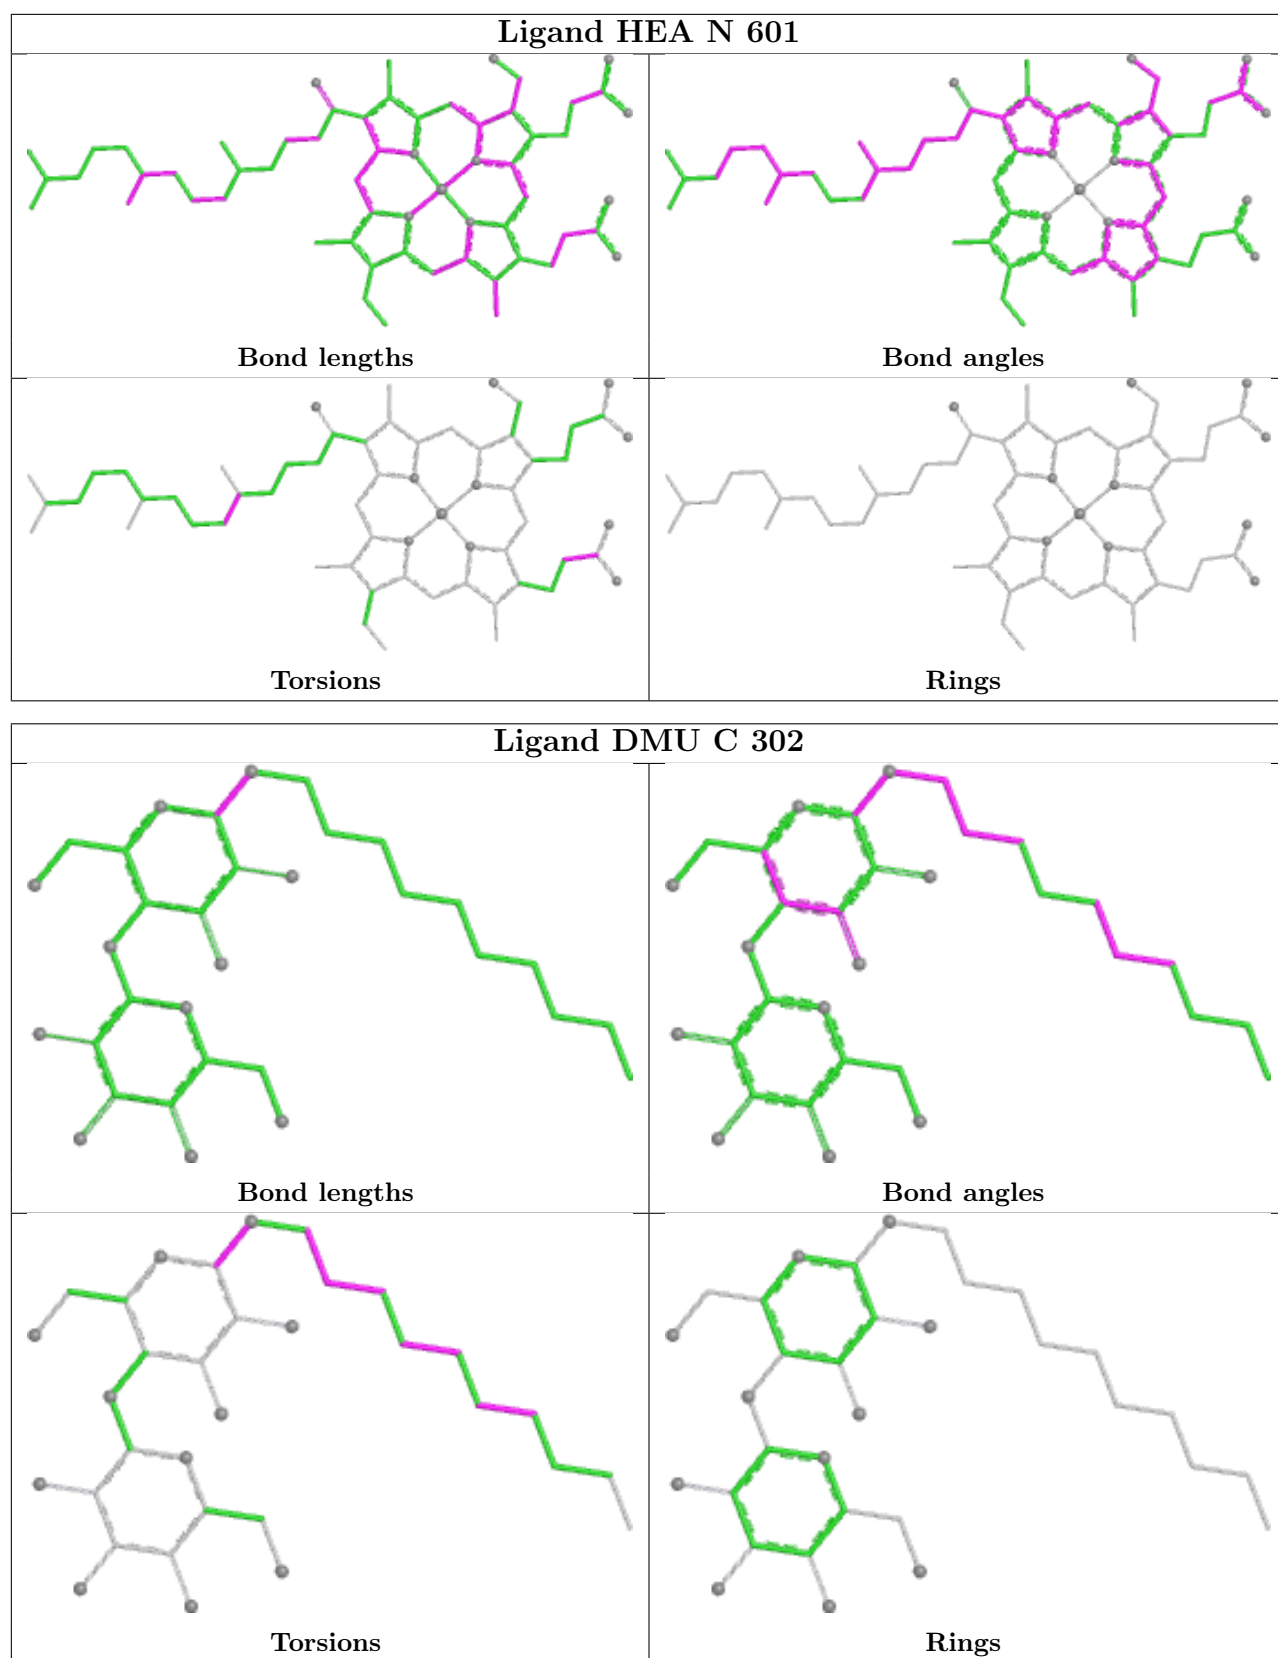 Ligand HEA N 601
Bond lengths
Bond angles
Torsions
Rings
Ligand DMU C 302
Bond lengths
Bond angles
Torsions
Rings